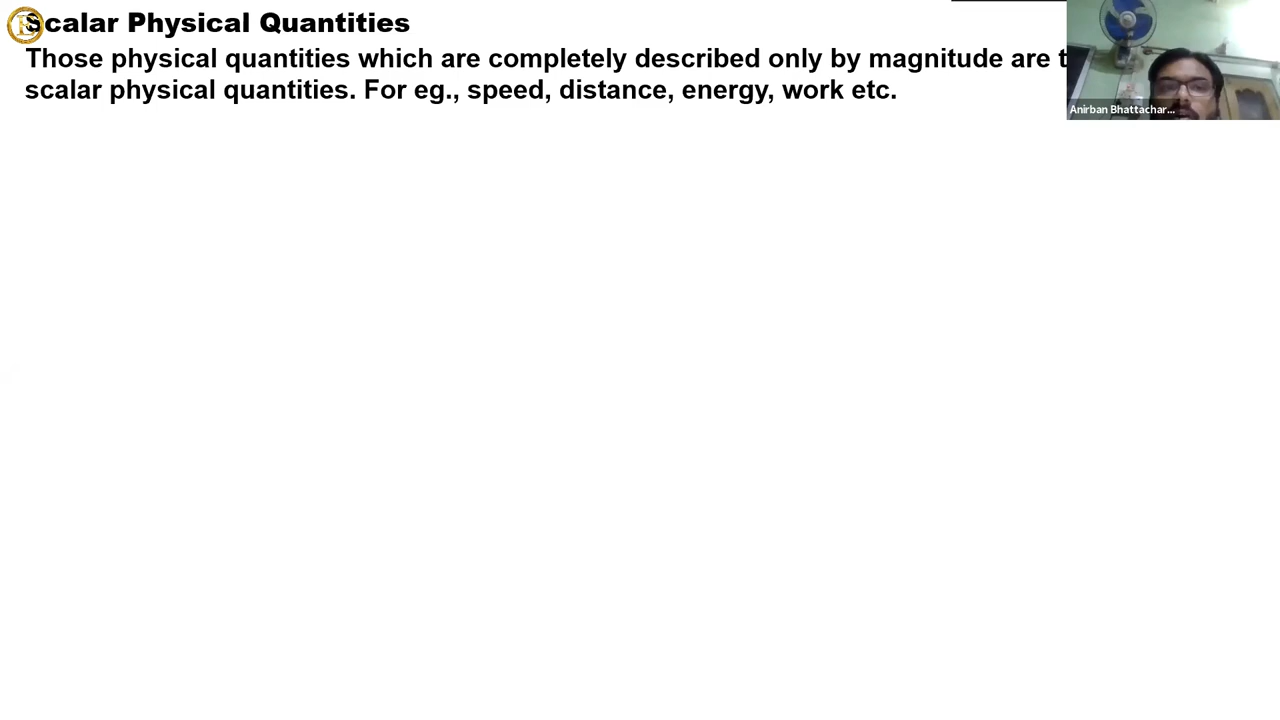 Scalar Physical Quantities
Those physical quantities which are completely described only by magnitude are
scalar physical quantities. For eg., speed, distance, energy, work etc.
Anirban Bhattachar...